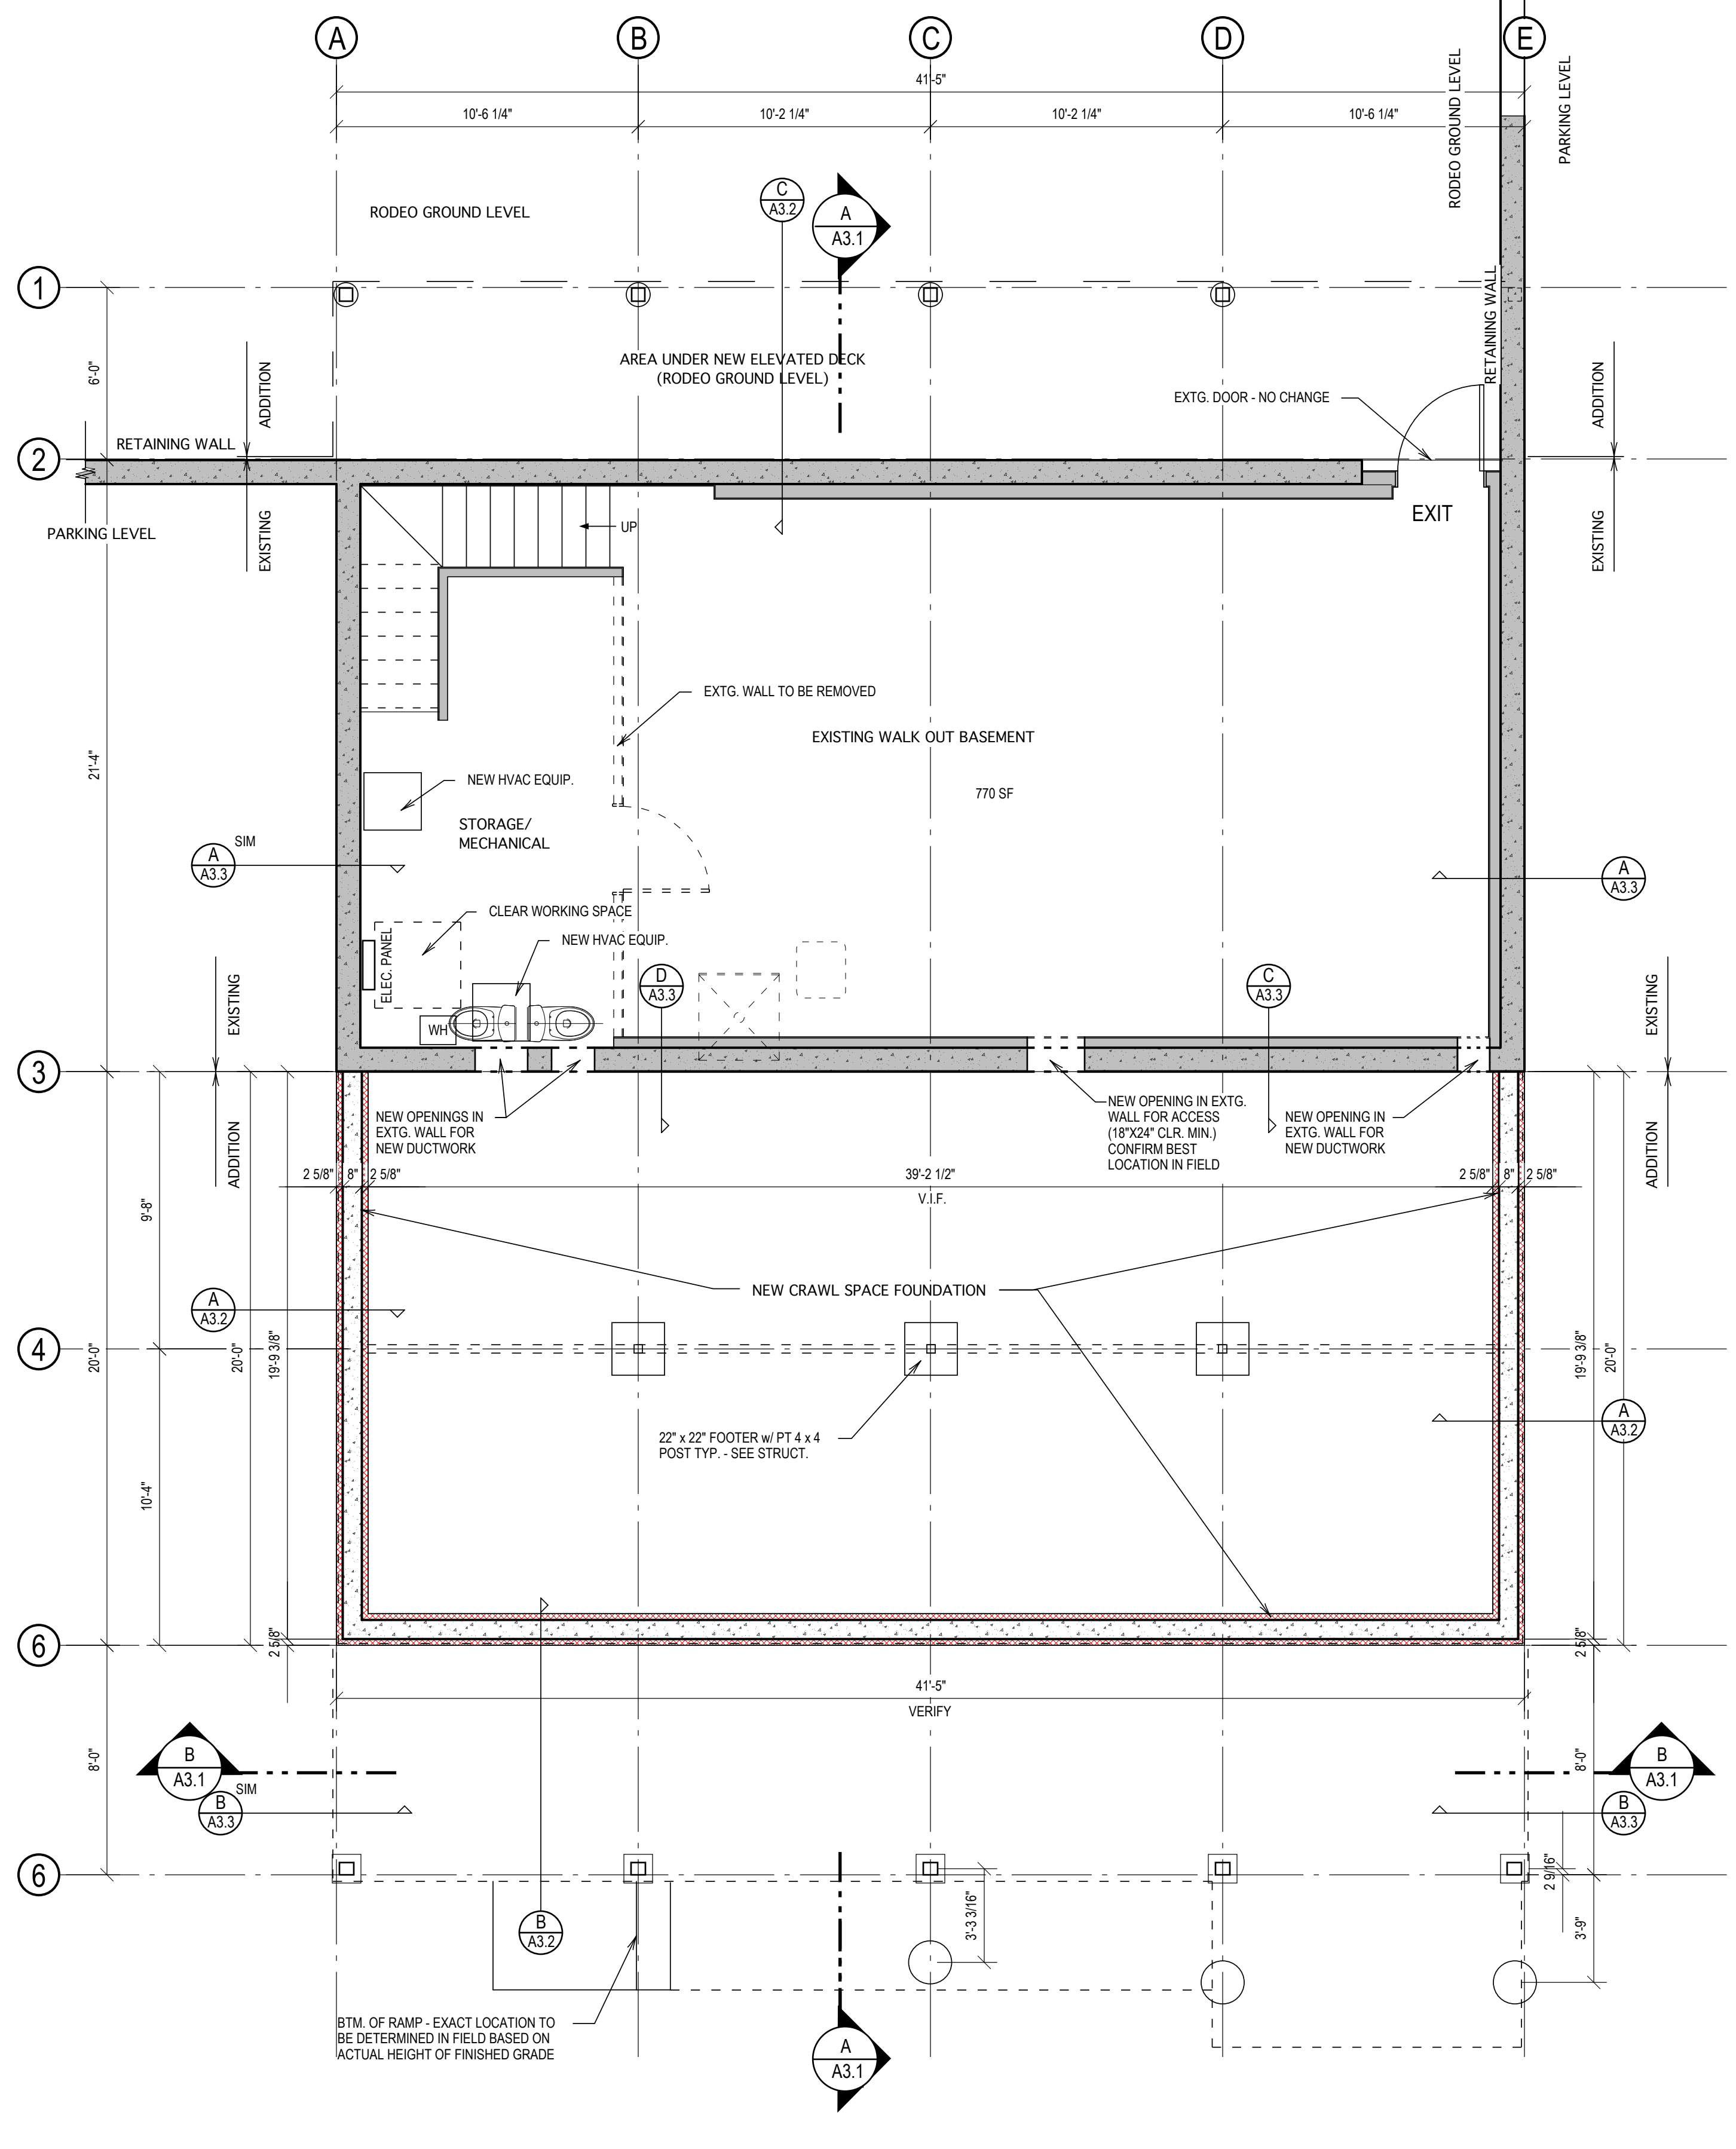 A
B
C
D
E
41'-5"
10'-6 1/4"
10'-2 1/4"
10'-2 1/4"
10'-6 1/4"
RODEO GROUND LEVEL
PARKING LEVEL
RODEO GROUND LEVEL
C
A3.2
A
A3.1
1
RETAINING WALL
6'-0"
ADDITION
AREA UNDER NEW ELEVATED DECK
(RODEO GROUND LEVEL)
EXTG. DOOR - NO CHANGE
ADDITION
RETAINING WALL
2
PARKING LEVEL
EXISTING
UP
EXIT
EXISTING
EXTG. WALL TO BE REMOVED
EXISTING WALK OUT BASEMENT
770 SF
21'-4"
NEW HVAC EQUIP.
STORAGE/
MECHANICAL
SIM
A
A3.3
A
A3.3
CLEAR WORKING SPACE
NEW HVAC EQUIP.
ELEC. PANEL
D
A3.3
C
A3.3
EXISTING
EXISTING
WH
3
NEW OPENINGS IN
EXTG. WALL FOR
NEW DUCTWORK
NEW OPENING IN EXTG.
WALL FOR ACCESS
(18"X24" CLR. MIN.)
CONFIRM BEST
LOCATION IN FIELD
NEW OPENING IN
EXTG. WALL FOR
NEW DUCTWORK
ADDITION
ADDITION
2 5/8"
8"
2 5/8"
39'-2 1/2"
V.I.F.
2 5/8"
8"
2 5/8"
9'-8"
NEW CRAWL SPACE FOUNDATION
A
A3.2
4
20'-0"
20'-0"
19'-9 3/8"
19'-9 3/8"
20'-0"
A
A3.2
22" x 22" FOOTER w/ PT 4 x 4
POST TYP. - SEE STRUCT.
10'-4"
6
2 5/8"
2 5/8"
41'-5"
VERIFY
8'-0"
B
A3.1
SIM
B
A3.3
8'-0"
B
A3.1
B
A3.3
6
2 9/16"
3'-3 3/16"
3'-9"
B
A3.2
BTM. OF RAMP - EXACT LOCATION TO
BE DETERMINED IN FIELD BASED ON
ACTUAL HEIGHT OF FINISHED GRADE
A
A3.1